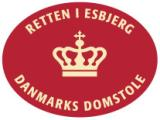 RETTEN I ESBJERG
DANMARKS DOMSTOLE